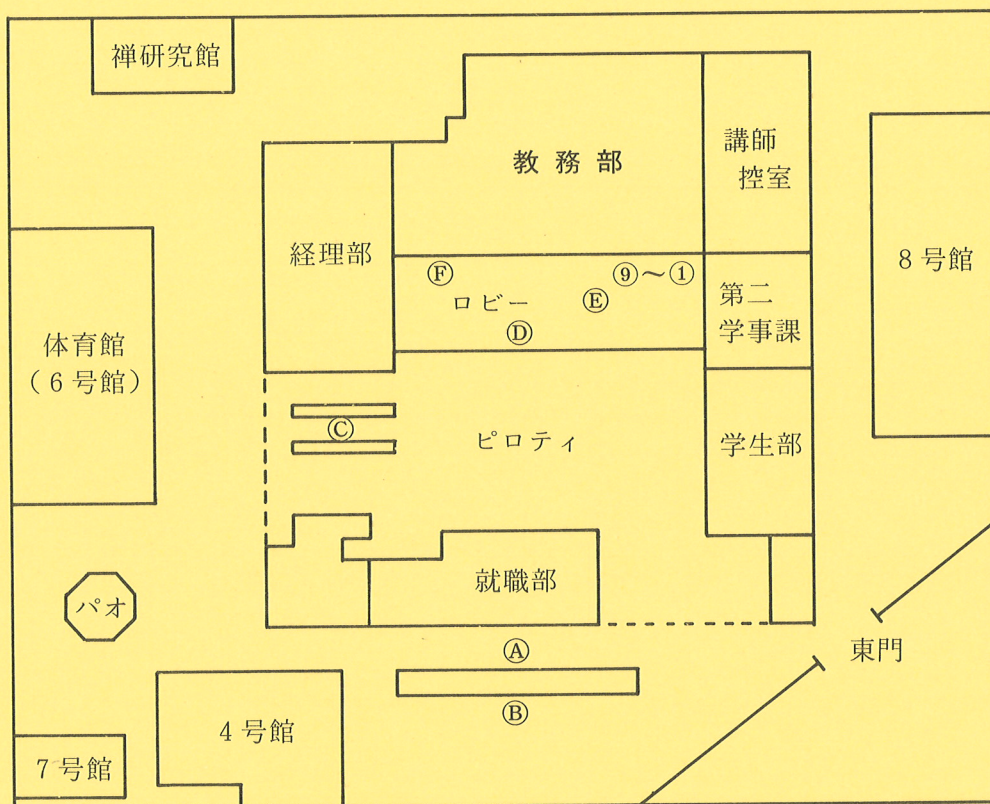 禅研究館
教務部
講師
控室
経理部
8号館
Ⓕ
⑨～①
ロビー
Ⓔ
Ⓓ
第二
学事課
体育館
(6号館)
Ⓒ
ピロティ
学生部
就職部
パオ
Ⓐ
東門
Ⓑ
4号館
7号館